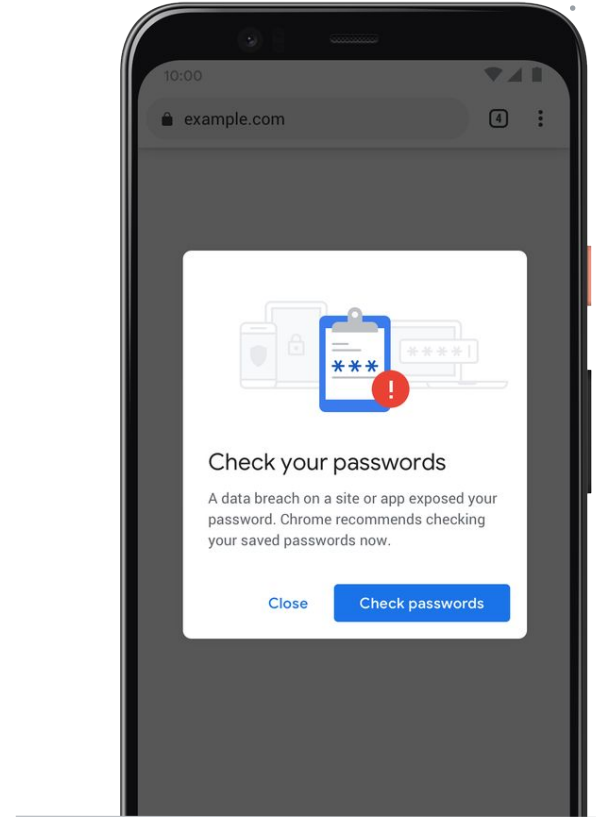 10:00
example.com
4
***
****|
Check your passwords
A data breach on a site or app exposed your
password. Chrome recommends checking
your saved passwords now.
Close
Check passwords